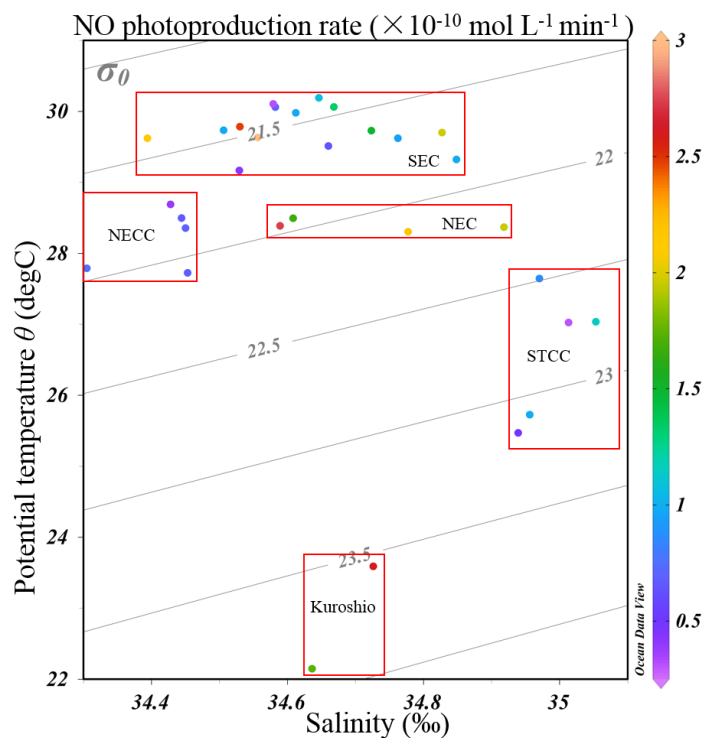 NO photoproduction rate (×10-10 mol L-1 min-1)
σ0
3
30
21.5
SEC
22
2.5
NECC
NEC
28
2
22.5
STCC
23
26
1.5
Potential temperature θ (degC)
24
23.5
1
Kuroshio
0.5
Ocean Data View
22
34.4
34.6
34.8
35
Salinity (‰)